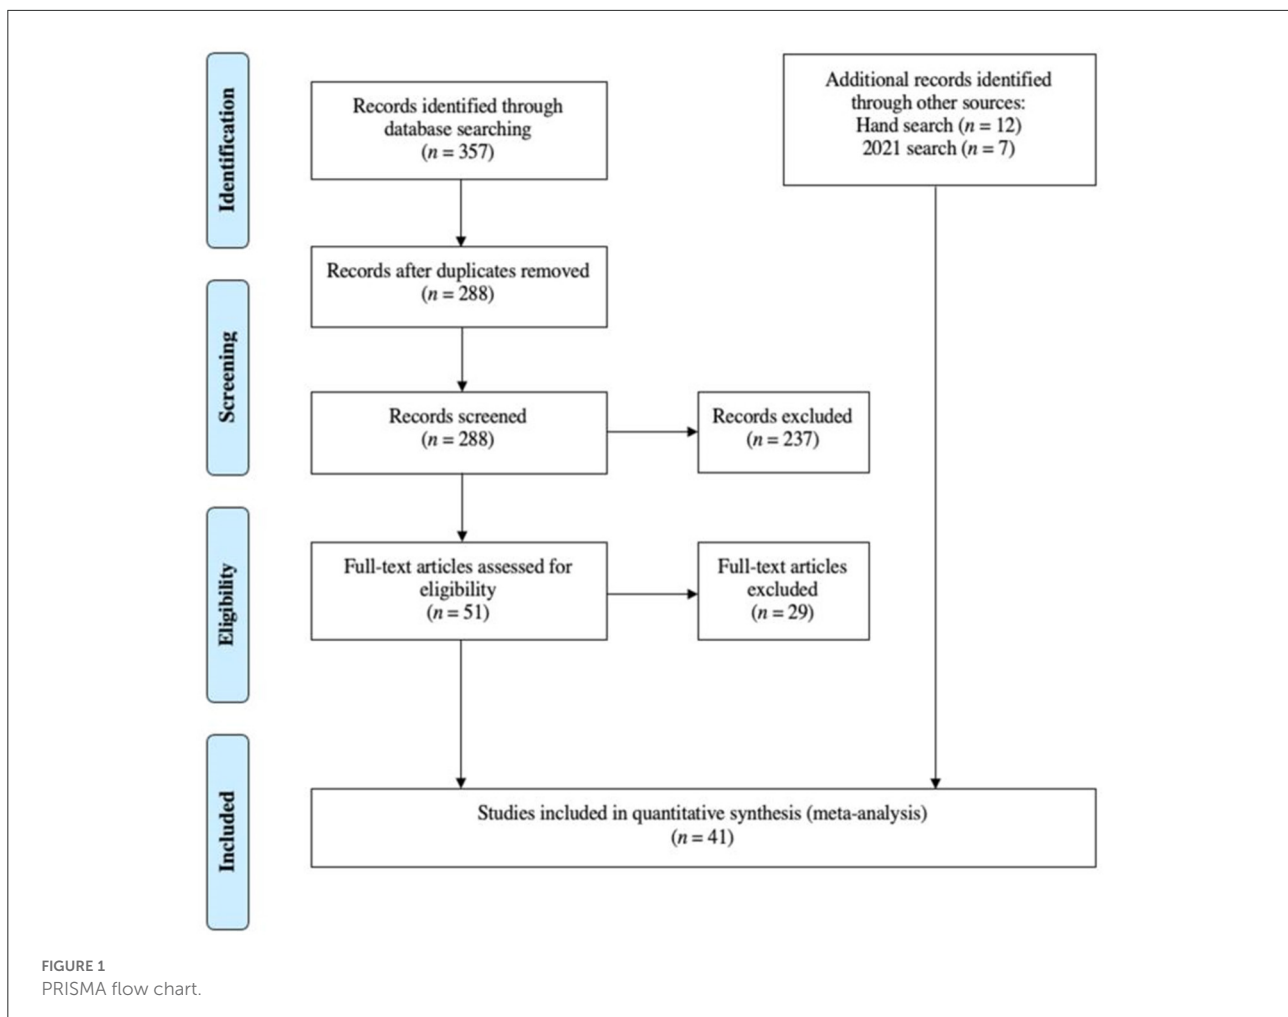 Identification
Records identified through
database searching
(n = 357)
Additional records identified
through other sources:
Hand search (n = 12)
2021 search (n = 7)
Records after duplicates removed
(n = 288)
Screening
Records screened
(n = 288)
Records excluded
(n = 237)
Eligibility
Full-text articles assessed for
eligibility
(n = 51)
Full-text articles
excluded
(n = 29)
Included
Studies included in quantitative synthesis (meta-analysis)
(n = 41)
FIGURE 1
PRISMA flow chart.